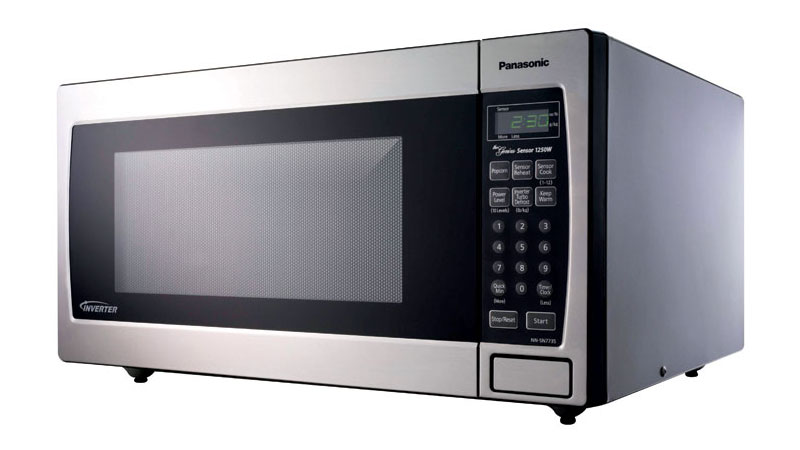 Panasonic
Sensor
2:30
More Less
the Genius Sensor 1250W
Popcorn
Sensor Reheat
Sensor Cook
(1-12)
Power Level
Inverter Turbo Defrost
Keep Warm
(10 Levels) (lb/kg)
1 2 3
4 5 6
7 8 9
Quick Min
0
Timer/Clock
(More) (Less)
Stop/Reset
Start
NN-SN773S
INVERTER